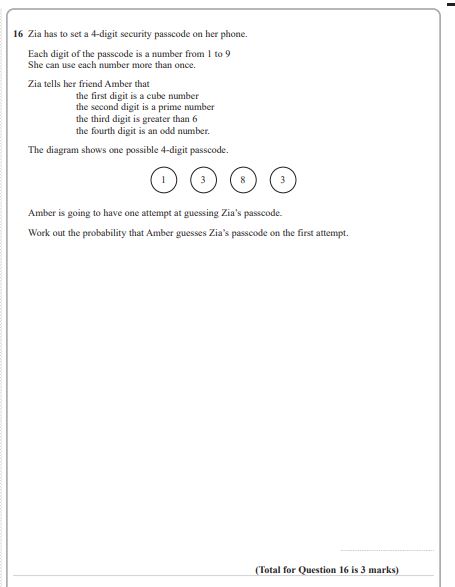 16 Zia has to set a 4-digit security passcode on her phone.
Each digit of the passcode is a number from 1 to 9
She can use each number more than once.
Zia tells her friend Amber that
the first digit is a cube number
the second digit is a prime number
the third digit is greater than 6
the fourth digit is an odd number.
The diagram shows one possible 4-digit passcode.
1 3 8 3
Amber is going to have one attempt at guessing Zia's passcode.
Work out the probability that Amber guesses Zia's passcode on the first attempt.
(Total for Question 16 is 3 marks)